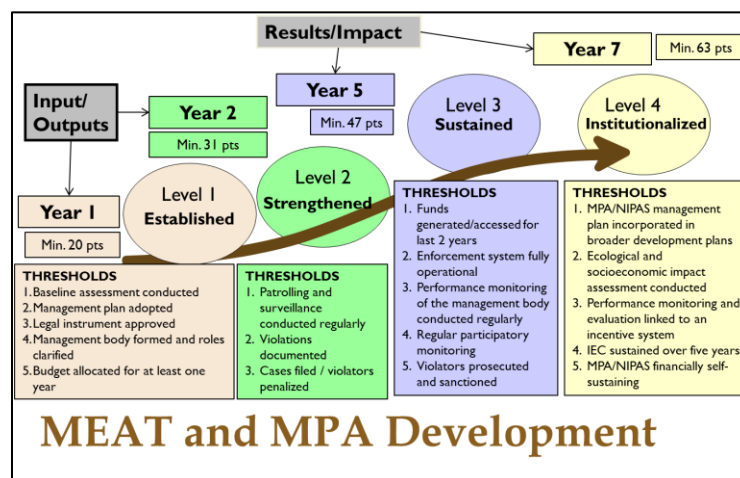 Results/Impact
Year 7
Min. 63 pts
Input/
Outputs
Year 2
Min. 31 pts
Year 5
Min. 47 pts
Level 3
Sustained
Level 4
Institutionalized
Year 1
Min. 20 pts
Level 1
Established
Level 2
Strengthened
THRESHOLDS
1.Baseline assessment conducted
2.Management plan adopted
3.Legal instrument approved
4.Management body formed and roles
clarified
5.Budget allocated for at least one
year
THRESHOLDS
1. Patrolling and
surveillance
conducted regularly
2. Violations
documented
3. Cases filed / violators
penalized
THRESHOLDS
1. Funds
generated/accessed for
last 2 years
2. Enforcement system fully
operational
3. Performance monitoring
of the management body
conducted regularly
4. Regular participatory
monitoring
5. Violators prosecuted
and sanctioned
THRESHOLDS
1. MPA/NIPAS management
plan incorporated in
broader development plans
2. Ecological and
socioeconomic impact
assessment conducted
3. Performance monitoring and
evaluation linked to an
incentive system
4. IEC sustained over five years
5. MPA/NIPAS financially self-
sustaining
MEAT and MPA Development